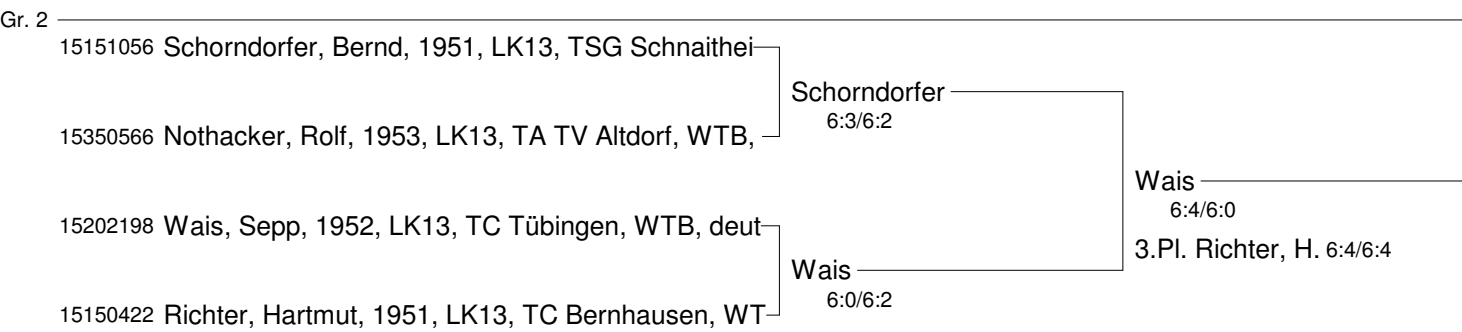 Gr. 2
15151056 Schorndorfer, Bernd, 1951, LK13, TSG Schnaithei
Schorndorfer
6:3/6:2
15350566 Nothacker, Rolf, 1953, LK13, TA TV Altdorf, WTB,
Wais
6:4/6:0
15202198 Wais, Sepp, 1952, LK13, TC Tübingen, WTB, deut
3.Pl. Richter, H. 6:4/6:4
Wais
6:0/6:2
15150422 Richter, Hartmut, 1951, LK13, TC Bernhausen, WT